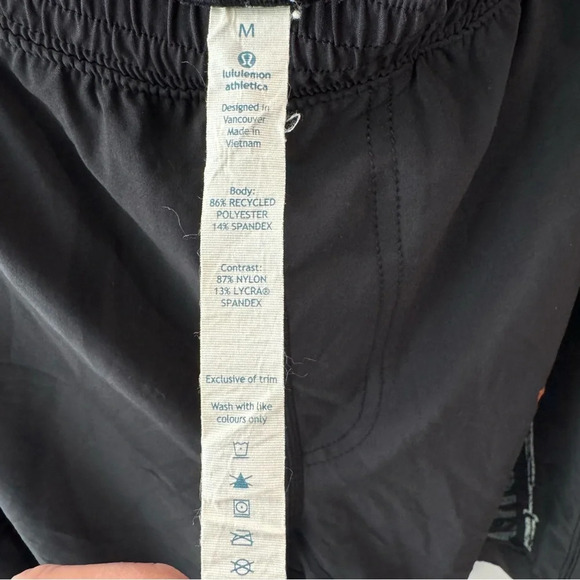 M
lululemon
athletica
Designed in
Vancouver
Made in
Vietnam
Body:
86% RECYCLED
POLYESTER
14% SPANDEX
Contrast:
87% NYLON
13% LYCRA®
SPANDEX
Exclusive of trim
Wash with like
colours only